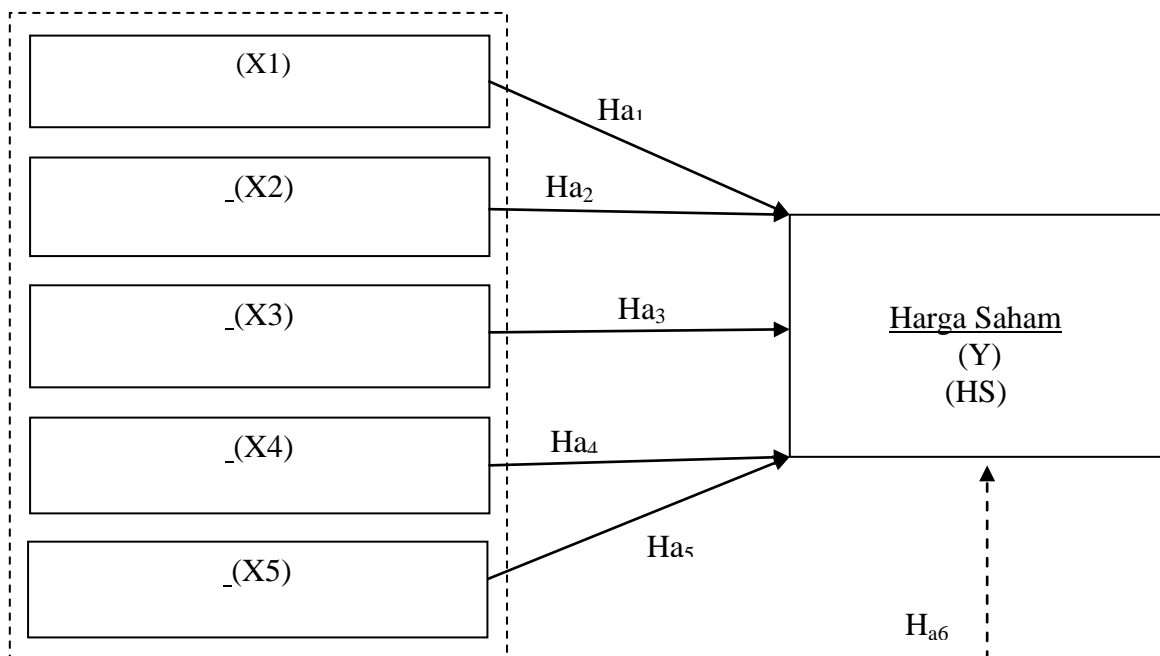 (X1)
Ha1
_(X2)
Ha2
_(X3)
Ha3
Harga Saham
(Y)
(HS)
_(X4)
Ha4
_(X5)
Ha5
Ha6